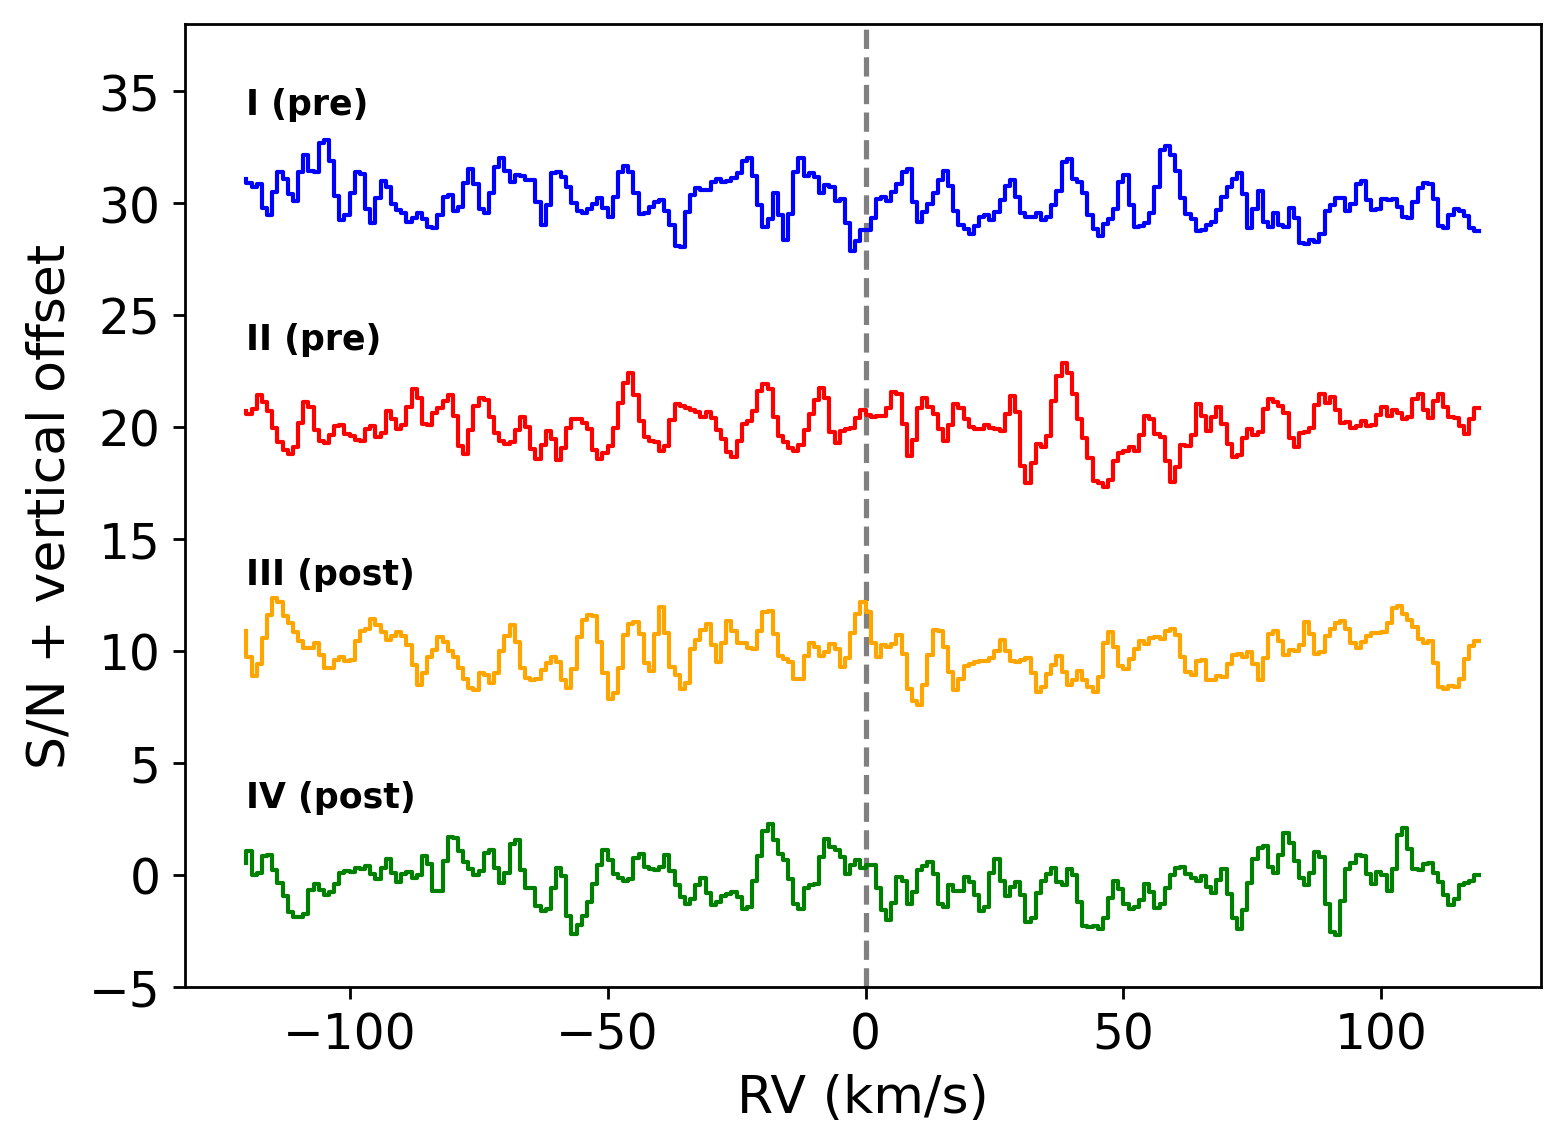 S/N + vertical offset
35
30
25
20
15
10
5
0
−5
I (pre)
II (pre)
III (post)
IV (post)
−100
−50
0
50
100
RV (km/s)